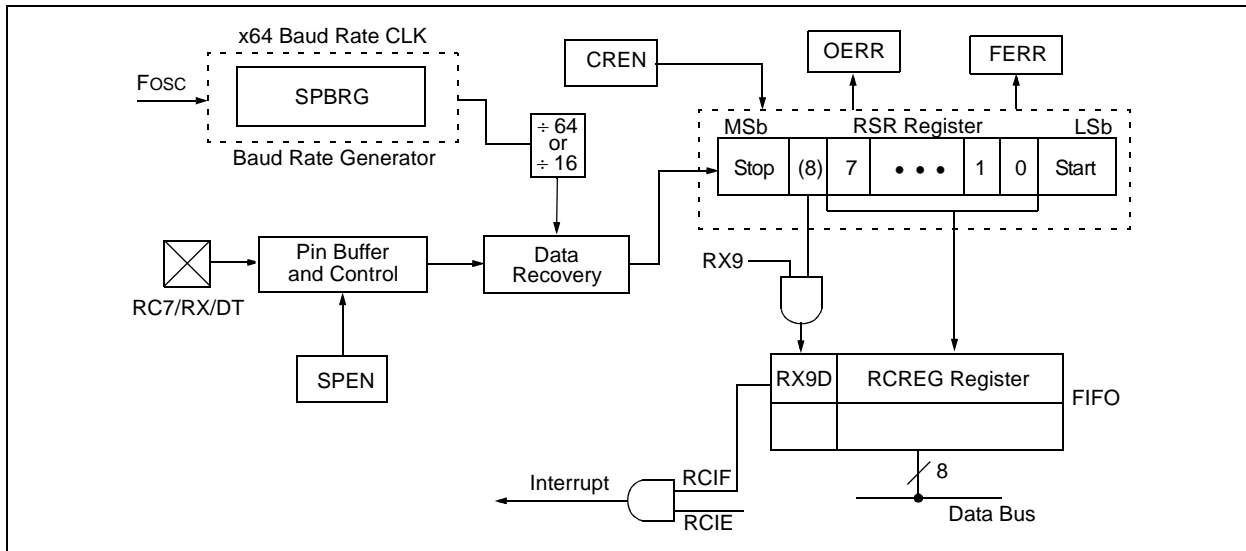 x64 Baud Rate CLK
FOSC
SPBRG
Baud Rate Generator
÷ 64
or
÷ 16
CREN
OERR
FERR
MSb RSR Register LSb
Stop (8) 7 • • • 1 0 Start
RC7/RX/DT
Pin Buffer
and Control
Data
Recovery
SPEN
RX9
RX9D RCREG Register
FIFO
8
Data Bus
Interrupt
RCIF
RCIE